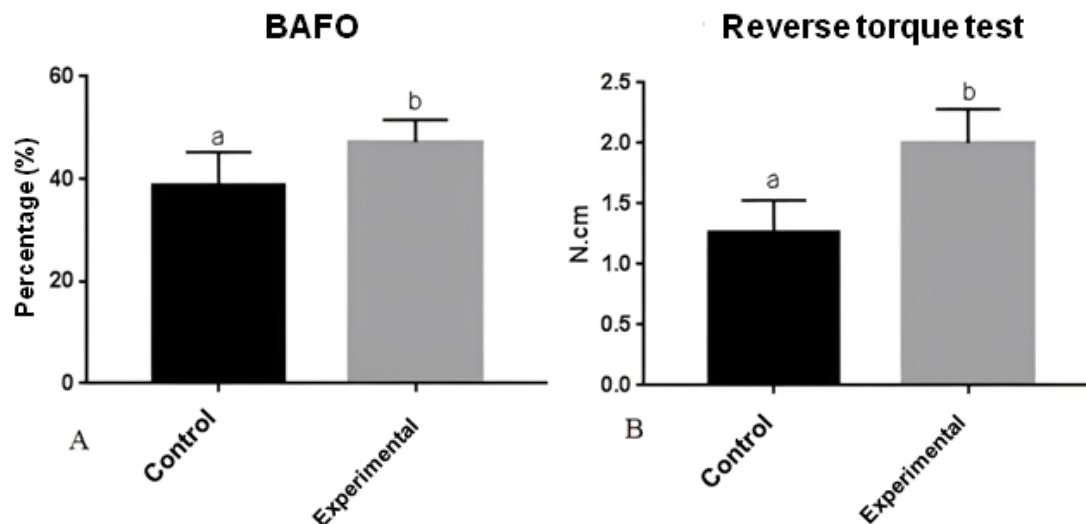 BAFO
Percentage (%)
60
40
20
0
a
b
Control
Experimental
A
Reverse torque test
N.cm
2.5
2.0
1.5
1.0
0.5
0.0
a
b
Control
Experimental
B